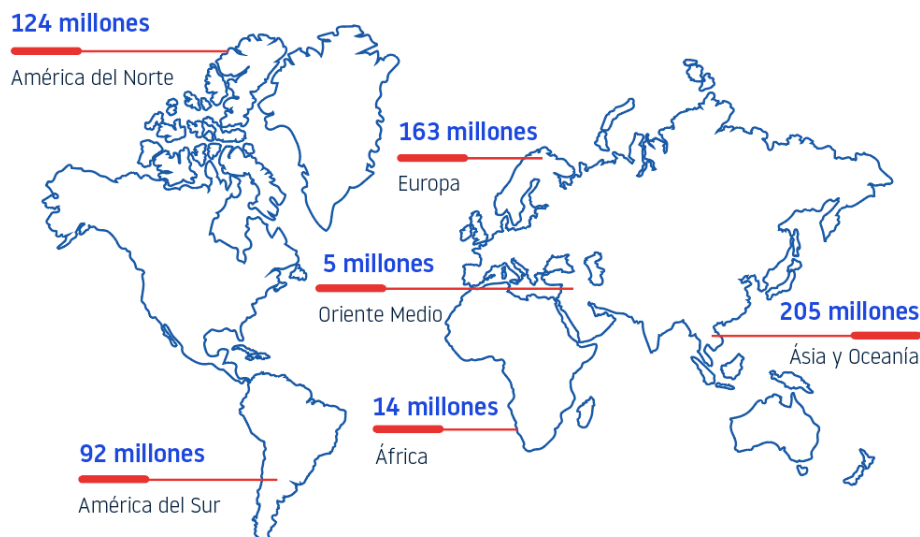 124 millones
América del Norte
163 millones
Europa
5 millones
Oriente Medio
205 millones
Ásia y Oceanía
14 millones
África
92 millones
América del Sur